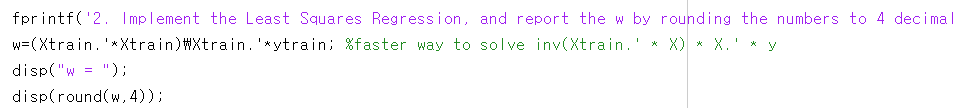 fprintf('2. Implement the Least Squares Regression, and report the w by rounding the numbers to 4 decimal
w=(Xtrain.'*Xtrain)₩Xtrain.'*ytrain; %faster way to solve inv(Xtrain.' * X) * X.' * y
disp("w = ");
disp(round(w,4));